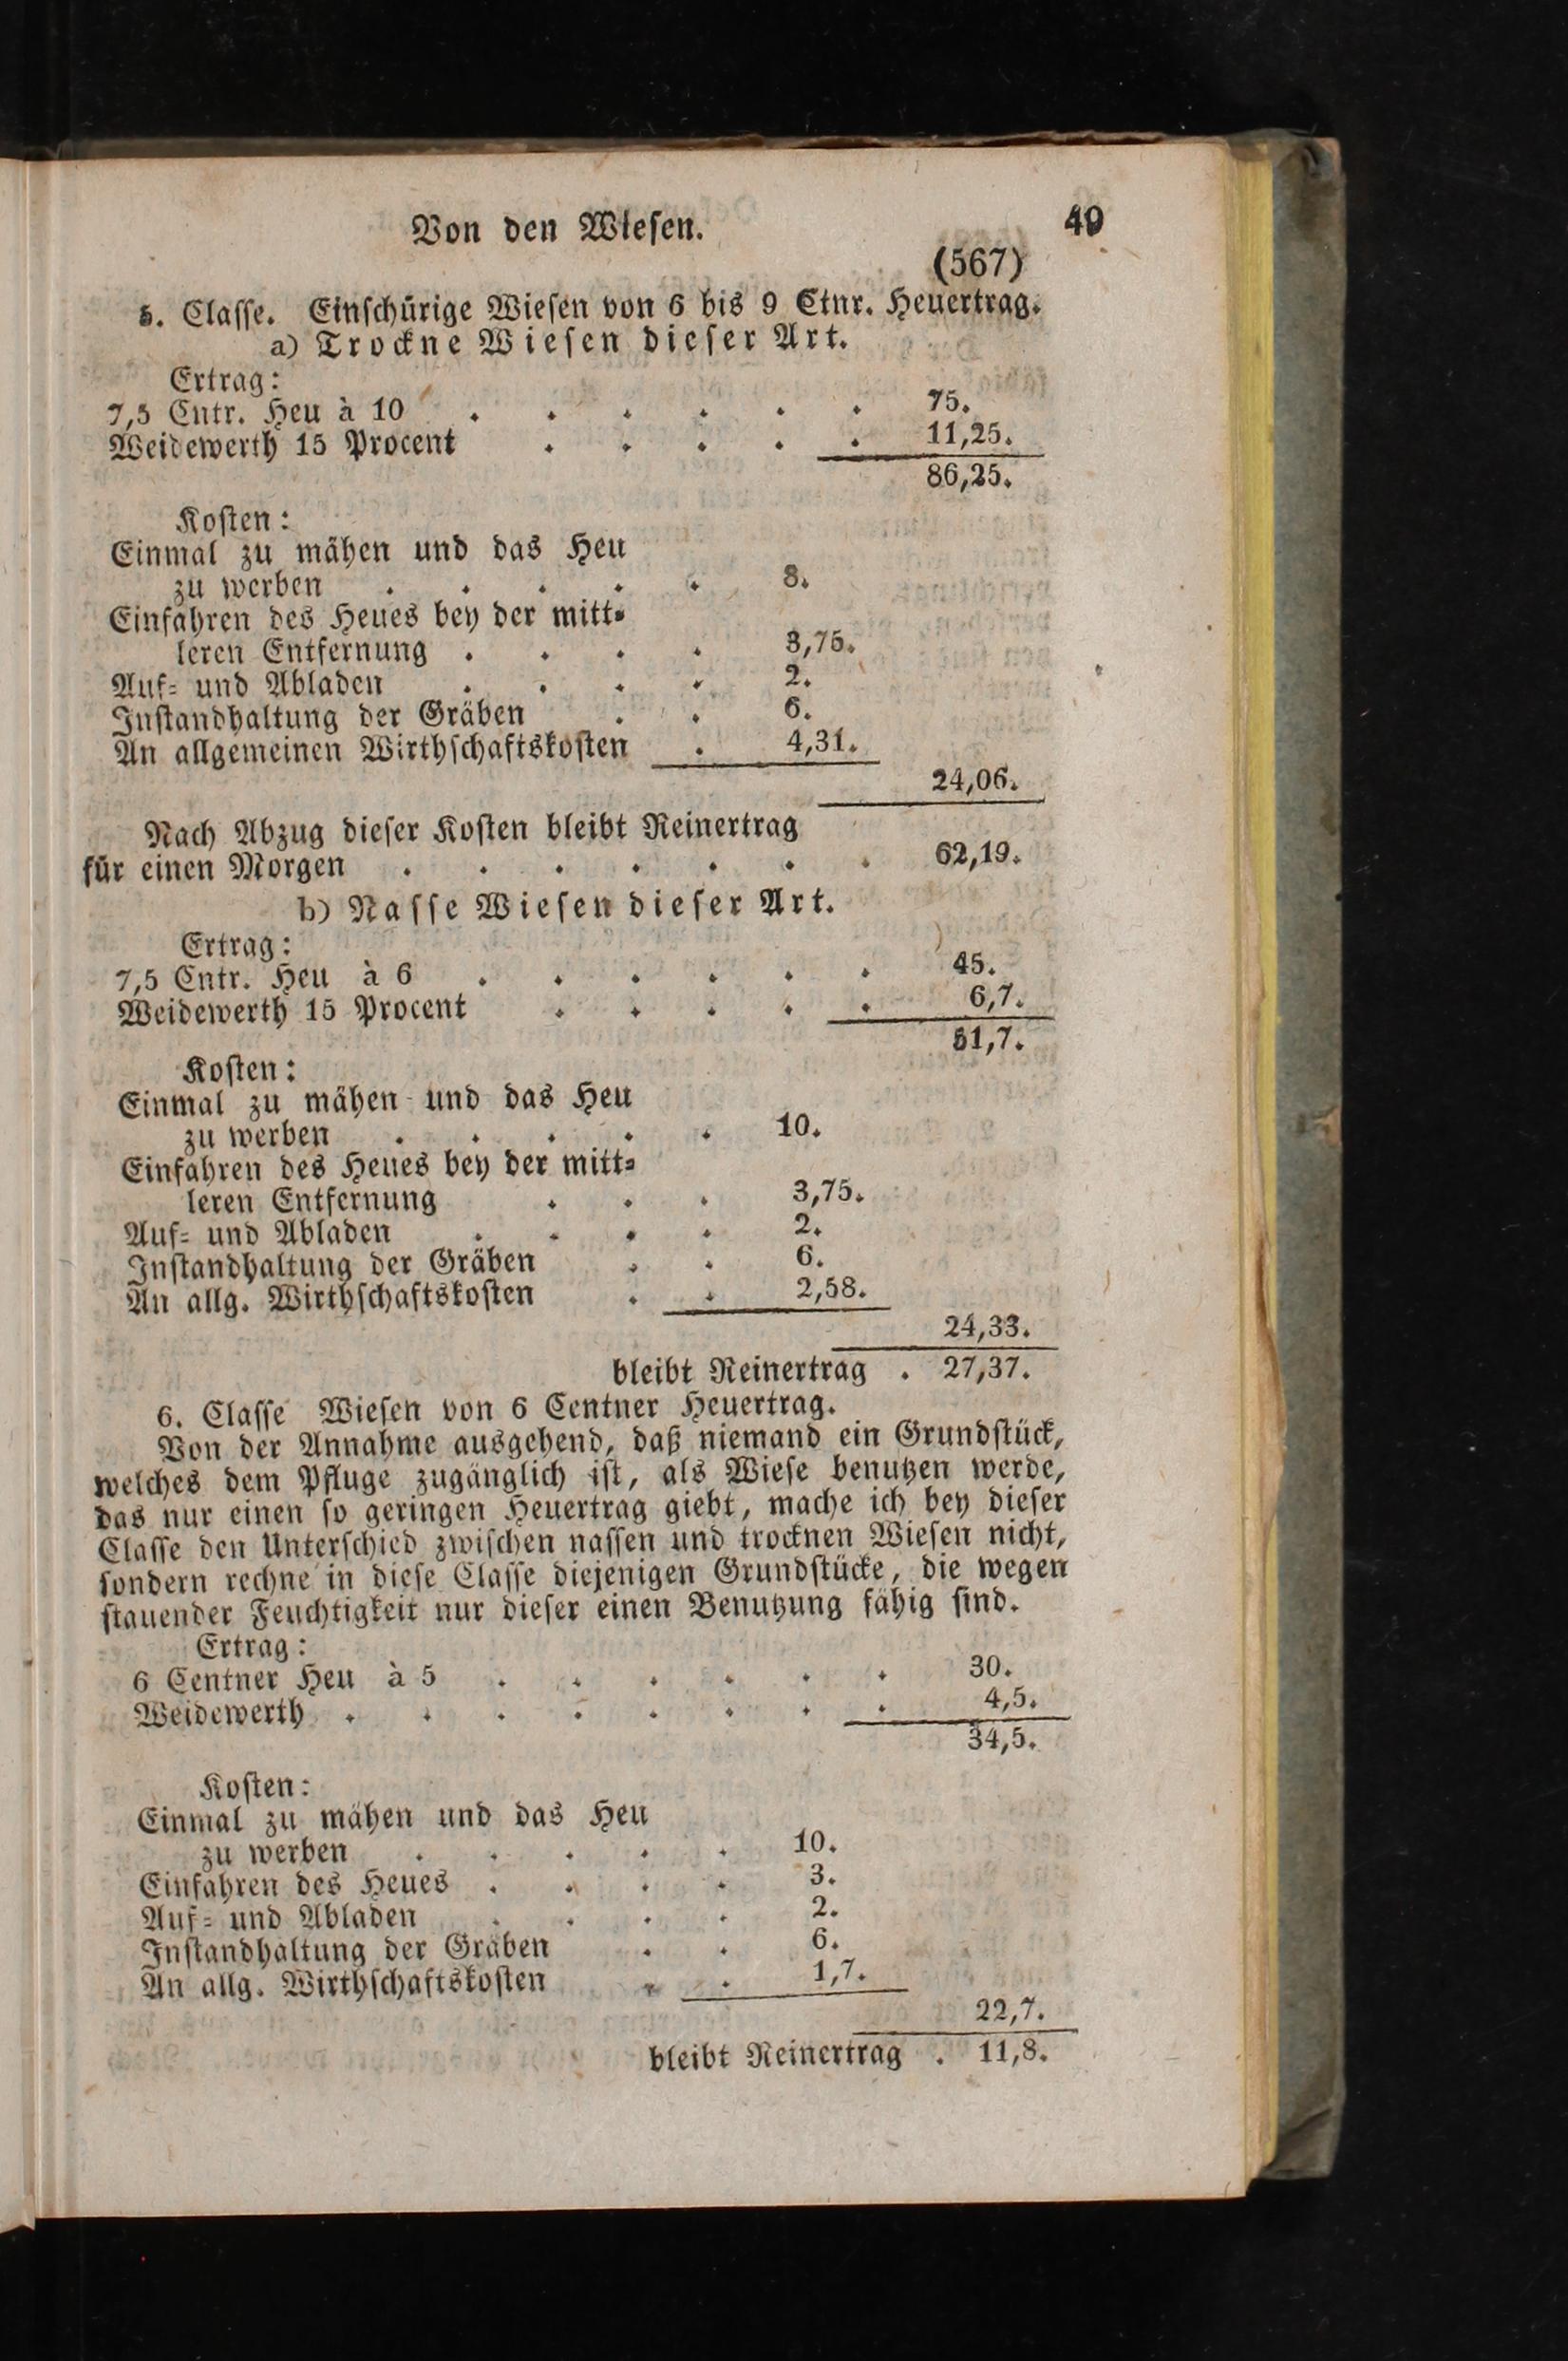 Von den Wiesen.
49
(567)
5. Classe. Einschürige Wiesen von 6 bis 9 Ctnr. Heuertrag.
a) Trockne Wiesen dieser Art.
Ertrag:
7,5 Cntr. Heu à 10 . . . . . . 75.
Weidewerth 15 Procent . . . . . 11,25.
86,25.
Kosten:
Einmal zu mähen und das Heu
zu werben . . . . . 8.
Einfahren des Heues bey der mitt-
leren Entfernung . . . . 3,75.
Auf- und Abladen . . . . 2.
Instandhaltung der Gräben . . 6.
An allgemeinen Wirthschaftskosten . 4,31.
24,06.
Nach Abzug dieser Kosten bleibt Reinertrag
für einen Morgen . . . . . . . 62,19.
b) Nasse Wiesen dieser Art.
Ertrag:
7,5 Cntr. Heu à 6 . . . . . . 45.
Weidewerth 15 Procent . . . . . 6,7.
51,7.
Kosten:
Einmal zu mähen und das Heu
zu werben . . . . . 10.
Einfahren des Heues bey der mitt-
leren Entfernung . . . 3,75.
Auf- und Abladen . . . . 2.
Instandhaltung der Gräben . . 6.
An allg. Wirthschaftskosten . . 2,58.
24,33.
bleibt Reinertrag . 27,37.
6. Classe Wiesen von 6 Centner Heuertrag.
Von der Annahme ausgehend, daß niemand ein Grundstück,
welches dem Pfluge zugänglich ist, als Wiese benutzen werde,
das nur einen so geringen Heuertrag giebt, mache ich bey dieser
Classe den Unterschied zwischen nassen und trocknen Wiesen nicht,
sondern rechne in diese Classe diejenigen Grundstücke, die wegen
stauender Feuchtigkeit nur dieser einen Benutzung fähig sind.
Ertrag:
6 Centner Heu à 5 . . . . . . 30.
Weidewerth . . . . . . . . 4,5.
34,5.
Kosten:
Einmal zu mähen und das Heu
zu werben . . . . . 10.
Einfahren des Heues . . . . 3.
Auf- und Abladen . . . . 2.
Instandhaltung der Gräben . . 6.
An allg. Wirthschaftskosten . . 1,7.
22,7.
bleibt Reinertrag . 11,8.